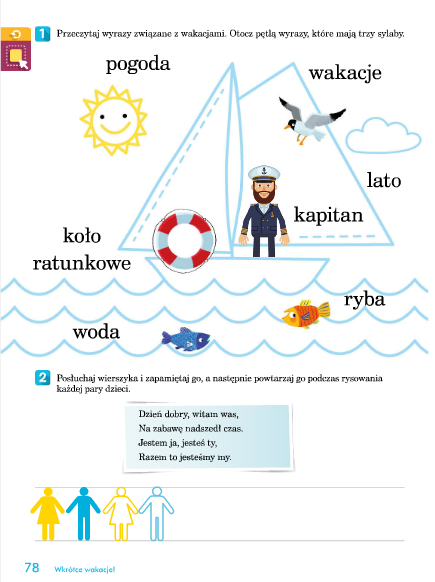 1 Przeczytaj wyrazy związane z wakacjami. Otocz pętlą wyrazy, które mają trzy sylaby.
pogoda
wakacje
lato
kapitan
koło
ratunkowe
ryba
woda
2 Posłuchaj wierszyka i zapamiętaj go, a następnie powtarzaj go podczas rysowania
każdej pary dzieci.
Dzień dobry, witam was,
Na zabawę nadszedł czas.
Jestem ja, jesteś ty,
Razem to jesteśmy my.
78 Wkrótce wakacje!